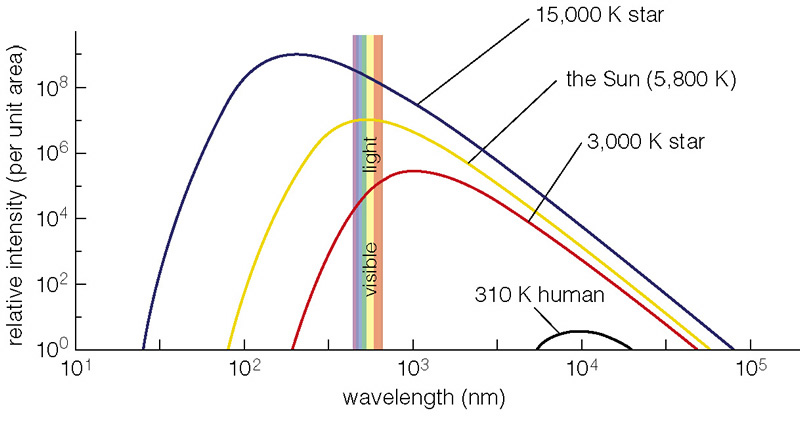 15,000 K star
the Sun (5,800 K)
3,000 K star
310 K human
visible light
relative intensity (per unit area)
10⁸
10⁶
10⁴
10²
10⁰
10¹
10²
10³
10⁴
10⁵
wavelength (nm)